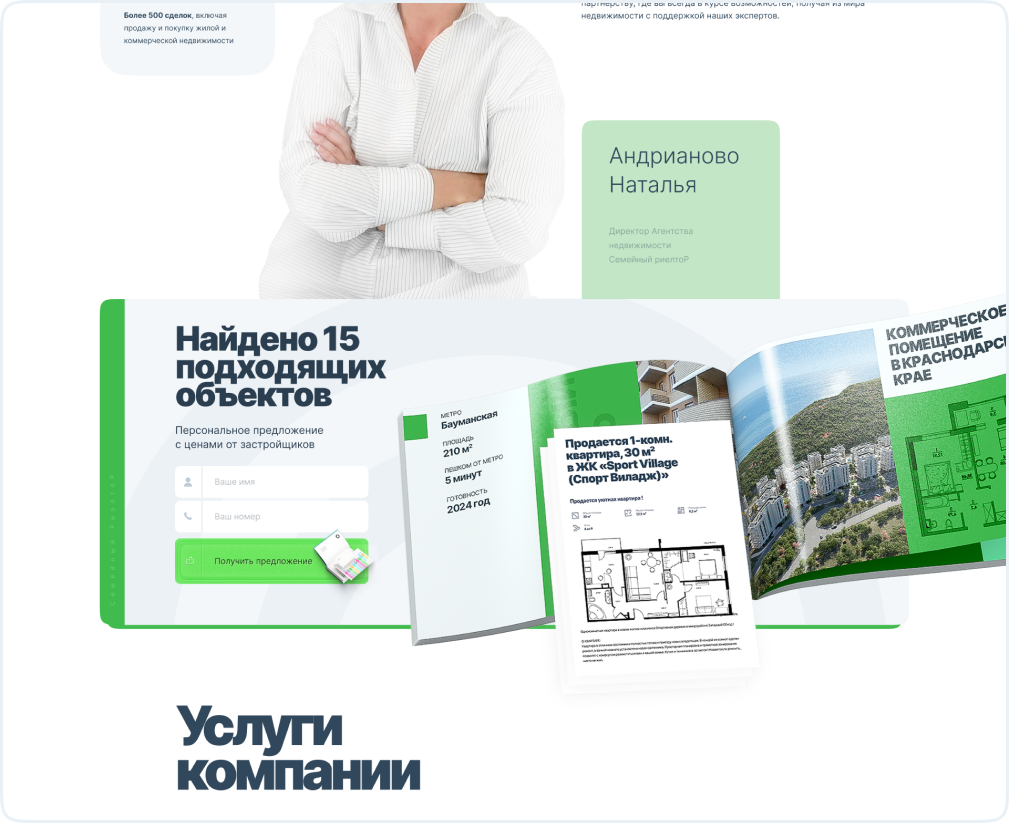 Более 500 сделок, включая
продажу и покупку жилой и
коммерческой недвижимости
партнерству, где вы всегда в курсе возможностей, получая из мира
недвижимости с поддержкой наших экспертов.
Андрианово
Наталья
Директор Агентства
недвижимости
Семейный риелтоР
Найдено 15
подходящих
объектов
Персональное предложение
с ценами от застройщиков
Ваше имя
Ваш номер
Получить предложение
МЕТРО
Бауманская
ПЛОЩАДЬ
210 м²
ПЕШКОМ ОТ МЕТРО
5 минут
ГОТОВНОСТЬ
2024 год
Продается 1-комн.
квартира, 30 м²
в ЖК «Sport Village
(Спорт Виладж)»
Продается уютная квартира!
КОММЕРЧЕСКОЕ
ПОМЕЩЕНИЕ
В КРАСНОДАРС
КРАЕ
Услуги
компании